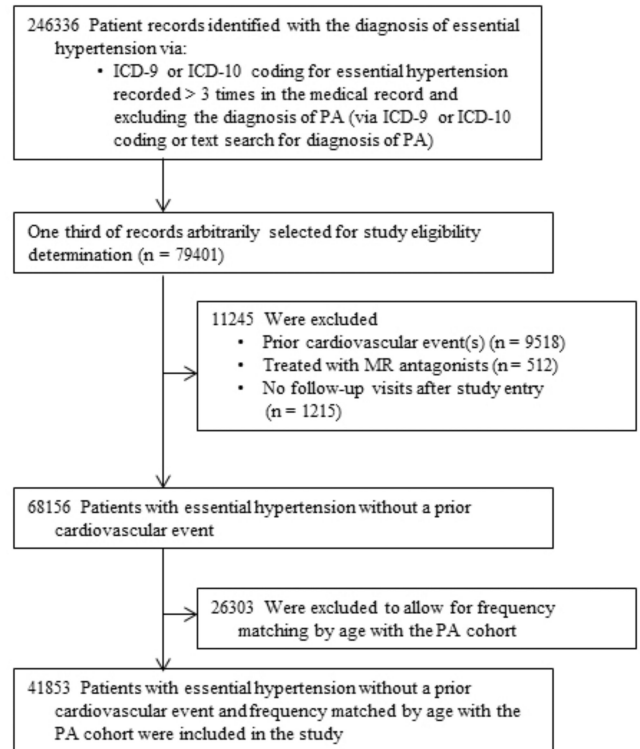 246336 Patient records identified with the diagnosis of essential
hypertension via:
• ICD-9 or ICD-10 coding for essential hypertension
recorded > 3 times in the medical record and
excluding the diagnosis of PA (via ICD-9 or ICD-10
coding or text search for diagnosis of PA)
One third of records arbitrarily selected for study eligibility
determination (n = 79401)
11245 Were excluded
• Prior cardiovascular event(s) (n = 9518)
• Treated with MR antagonists (n = 512)
• No follow-up visits after study entry
(n = 1215)
68156 Patients with essential hypertension without a prior
cardiovascular event
26303 Were excluded to allow for frequency
matching by age with the PA cohort
41853 Patients with essential hypertension without a prior
cardiovascular event and frequency matched by age with the
PA cohort were included in the study